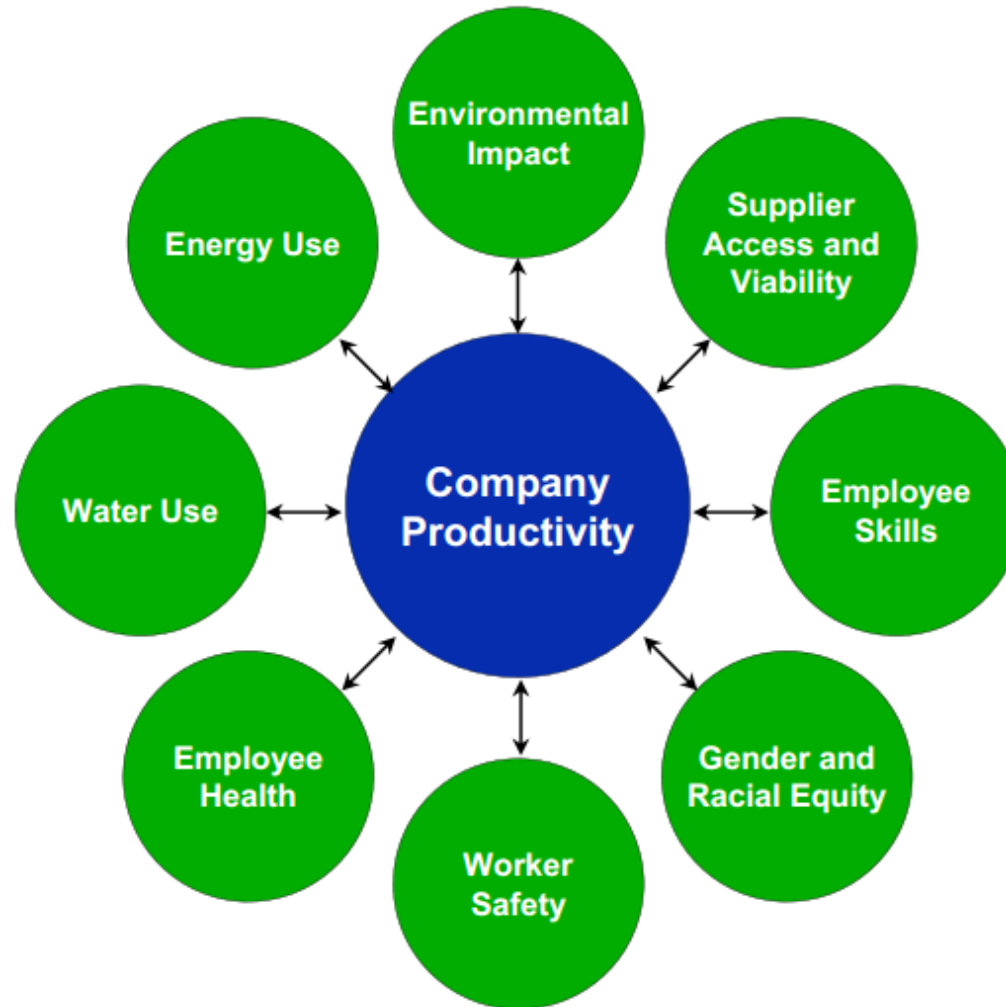 Environmental
Impact
Supplier
Access and
Viability
Energy Use
Company
Productivity
Employee
Skills
Water Use
Employee
Health
Gender and
Racial Equity
Worker
Safety